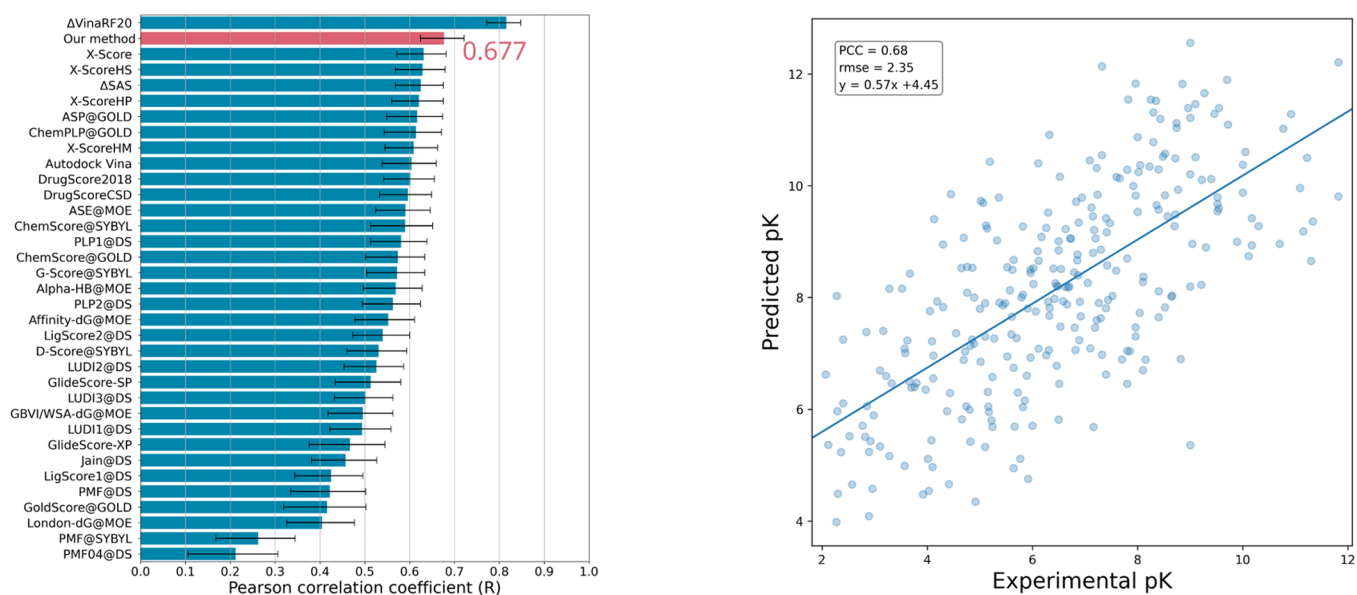 ΔVinaRF20
Our method
0.677
X-Score
X-ScoreHS
ΔSAS
X-ScoreHP
ASP@GOLD
ChemPLP@GOLD
X-ScoreHM
Autodock Vina
DrugScore2018
DrugScoreCSD
ASE@MOE
ChemScore@SYBYL
PLP1@DS
ChemScore@GOLD
G-Score@SYBYL
Alpha-HB@MOE
PLP2@DS
Affinity-dG@MOE
LigScore2@DS
D-Score@SYBYL
LUDI2@DS
GlideScore-SP
LUDI3@DS
GBVI/WSA-dG@MOE
LUDI1@DS
GlideScore-XP
Jain@DS
LigScore1@DS
PMF@DS
GoldScore@GOLD
London-dG@MOE
PMF@SYBYL
PMF04@DS
0.0 0.1 0.2 0.3 0.4 0.5 0.6 0.7 0.8 0.9 1.0
Pearson correlation coefficient (R)
PCC = 0.68
rmse = 2.35
y = 0.57x +4.45
12
10
8
6
4
Predicted pK
2 4 6 8 10 12
Experimental pK